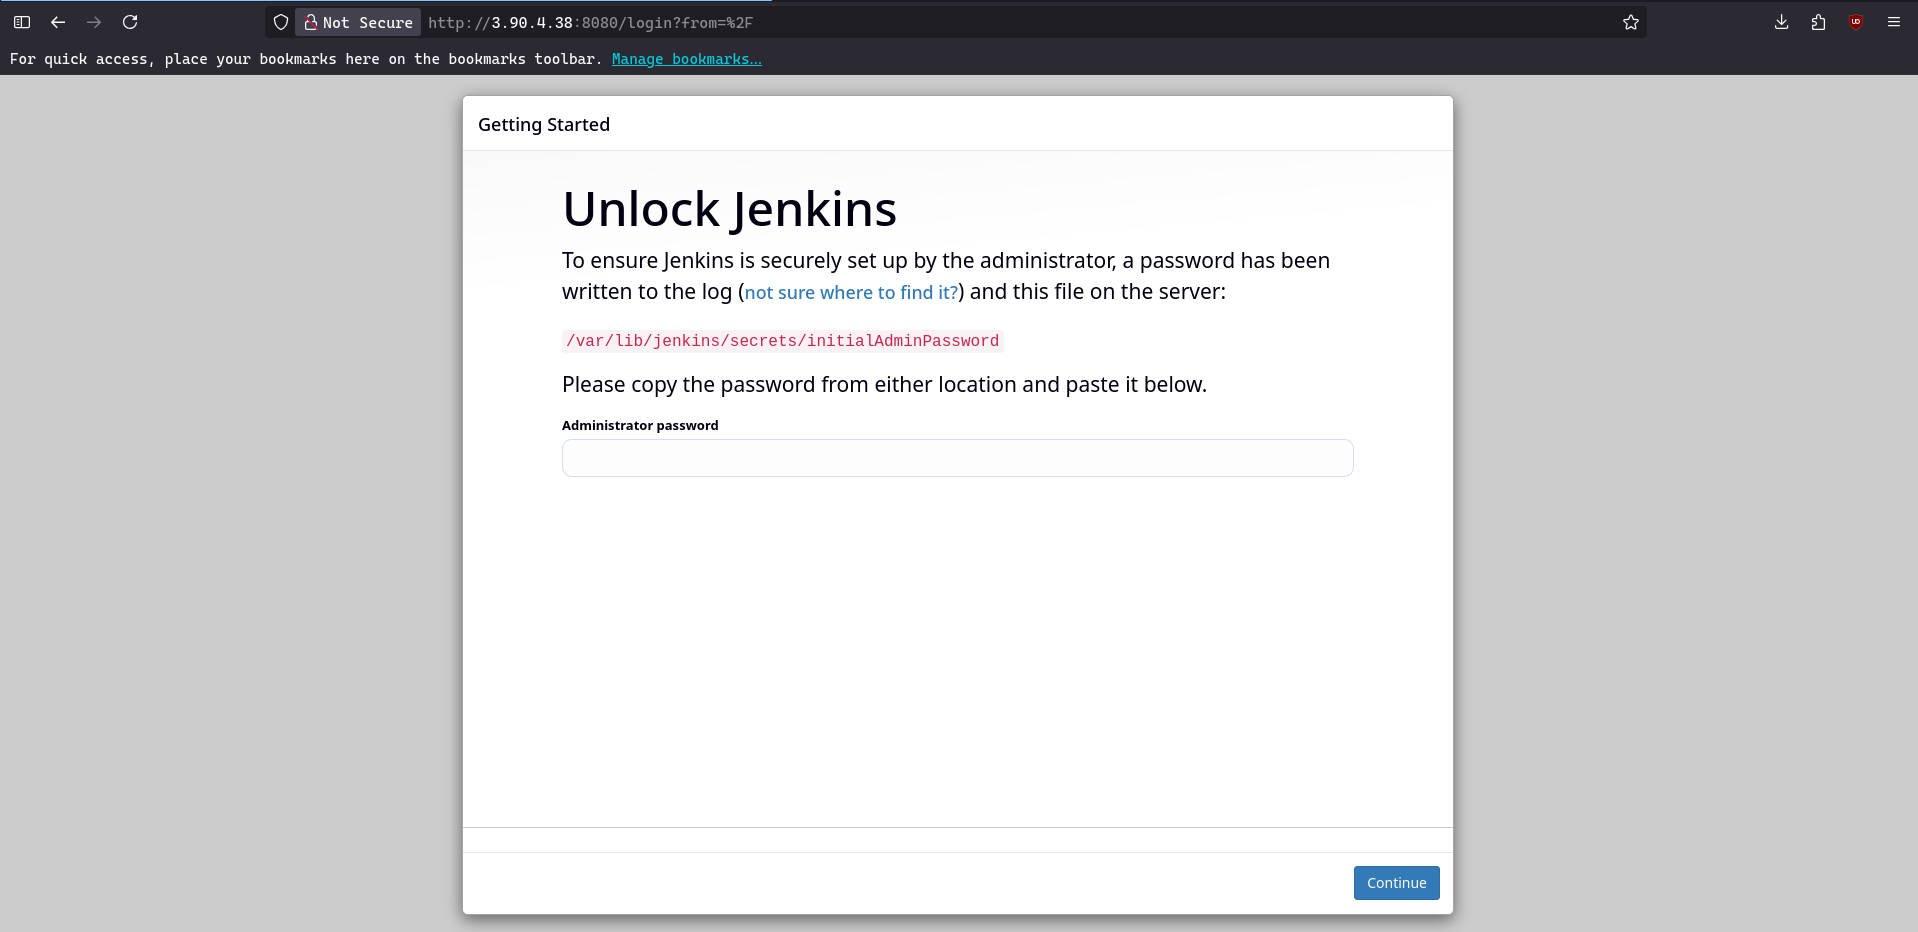 Not Secure http://3.90.4.38:8080/login?from=%2F
For quick access, place your bookmarks here on the bookmarks toolbar. Manage bookmarks...
Getting Started
Unlock Jenkins
To ensure Jenkins is securely set up by the administrator, a password has been
written to the log (not sure where to find it?) and this file on the server:
/var/lib/jenkins/secrets/initialAdminPassword
Please copy the password from either location and paste it below.
Administrator password
Continue